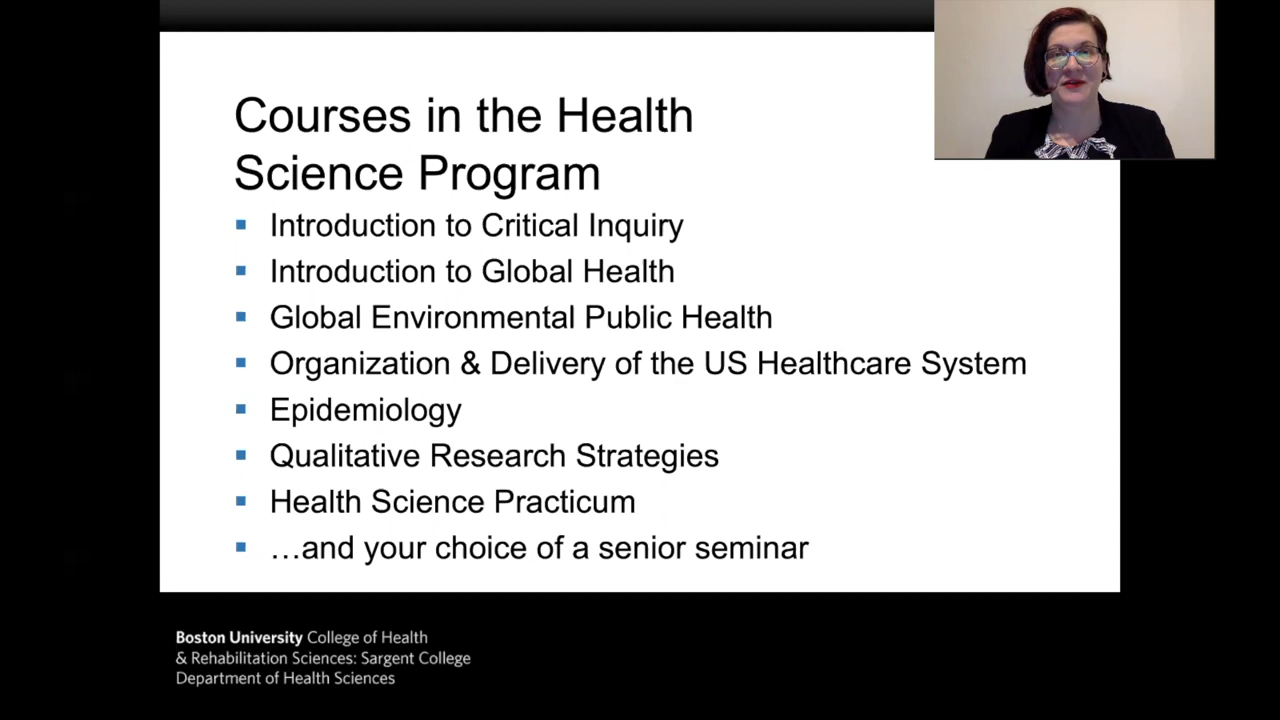 Courses in the Health
Science Program
Introduction to Critical Inquiry
Introduction to Global Health
Global Environmental Public Health
Organization & Delivery of the US Healthcare System
Epidemiology
Qualitative Research Strategies
Health Science Practicum
…and your choice of a senior seminar
Boston University College of Health
& Rehabilitation Sciences: Sargent College
Department of Health Sciences